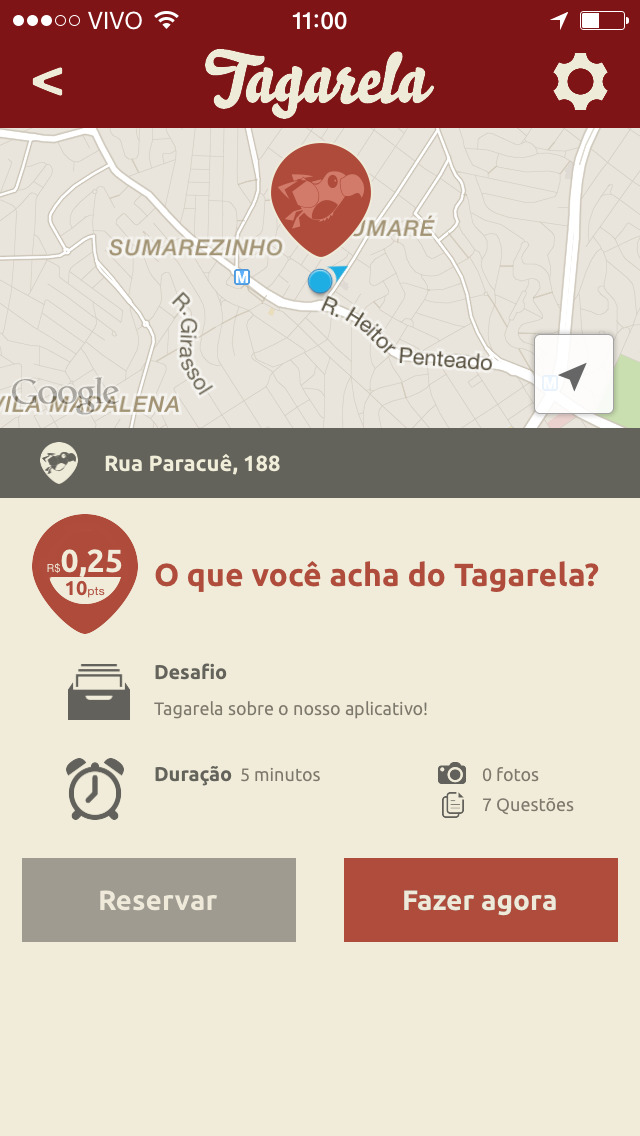 VIVO 11:00
<
Tagarela
SUMAREZINHO
UMARÉ
M
R. Girassol
R. Heitor Penteado
M
Google
VILA MADALENA
Rua Paracuê, 188
R$0,25
10pts
O que você acha do Tagarela?
Desafio
Tagarela sobre o nosso aplicativo!
Duração 5 minutos
0 fotos
7 Questões
Reservar
Fazer agora